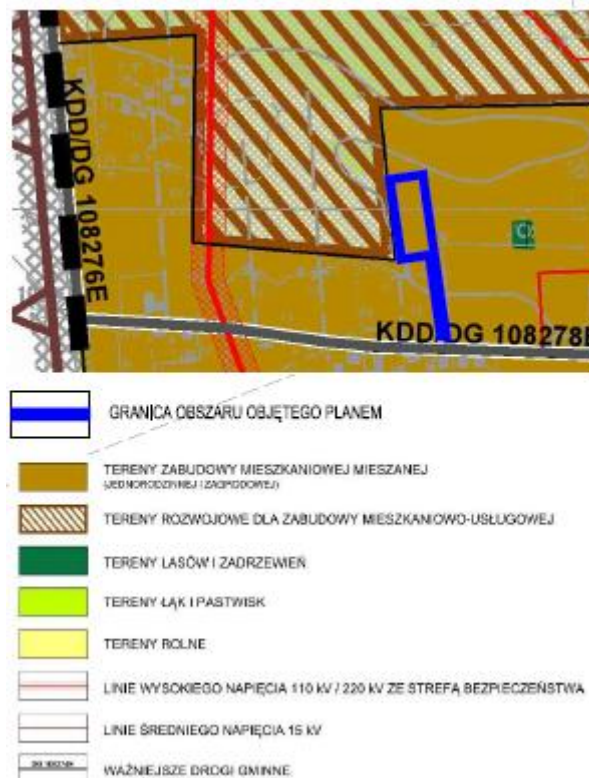 KDD/DG 108276E
KDD/DG 108278E
GRANICA OBSZARU OBJĘTEGO PLANEM
TERENY ZABUDOWY MIESZKANIOWEJ MIESZANEJ
(JEDNORODZINNEJ I ZAGRODOWEJ)
TERENY ROZWOJOWE DLA ZABUDOWY MIESZKANIOWO-USŁUGOWEJ
TERENY LASÓW I ZADRZEWIEŃ
TERENY ŁĄK I PASTWISK
TERENY ROLNE
LINIE WYSOKIEGO NAPIĘCIA 110 kV / 220 kV ZE STREFĄ BEZPIECZEŃSTWA
LINIE ŚREDNIEGO NAPIĘCIA 15 kV
WAŻNIEJSZE DROGI GMINNE